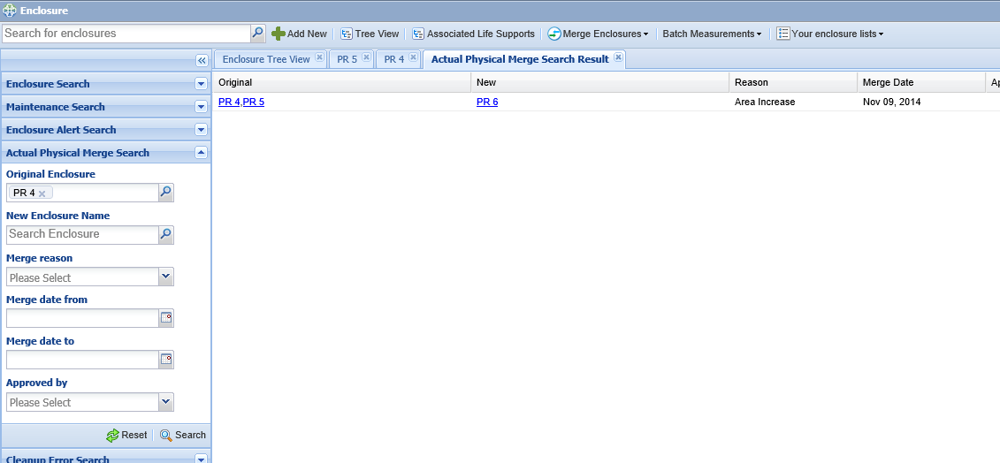 Enclosure
Search for enclosures Add New Tree View Associated Life Supports Merge Enclosures Batch Measurements Your enclosure lists
Enclosure Tree View PR 5 PR 4 Actual Physical Merge Search Result
Original New Reason Merge Date
PR 4,PR 5 PR 6 Area Increase Nov 09, 2014
Enclosure Search
Maintenance Search
Enclosure Alert Search
Actual Physical Merge Search
Original Enclosure
PR 4
New Enclosure Name
Search Enclosure
Merge reason
Please Select
Merge date from
Merge date to
Approved by
Please Select
Reset Search
Cleanup Error Search